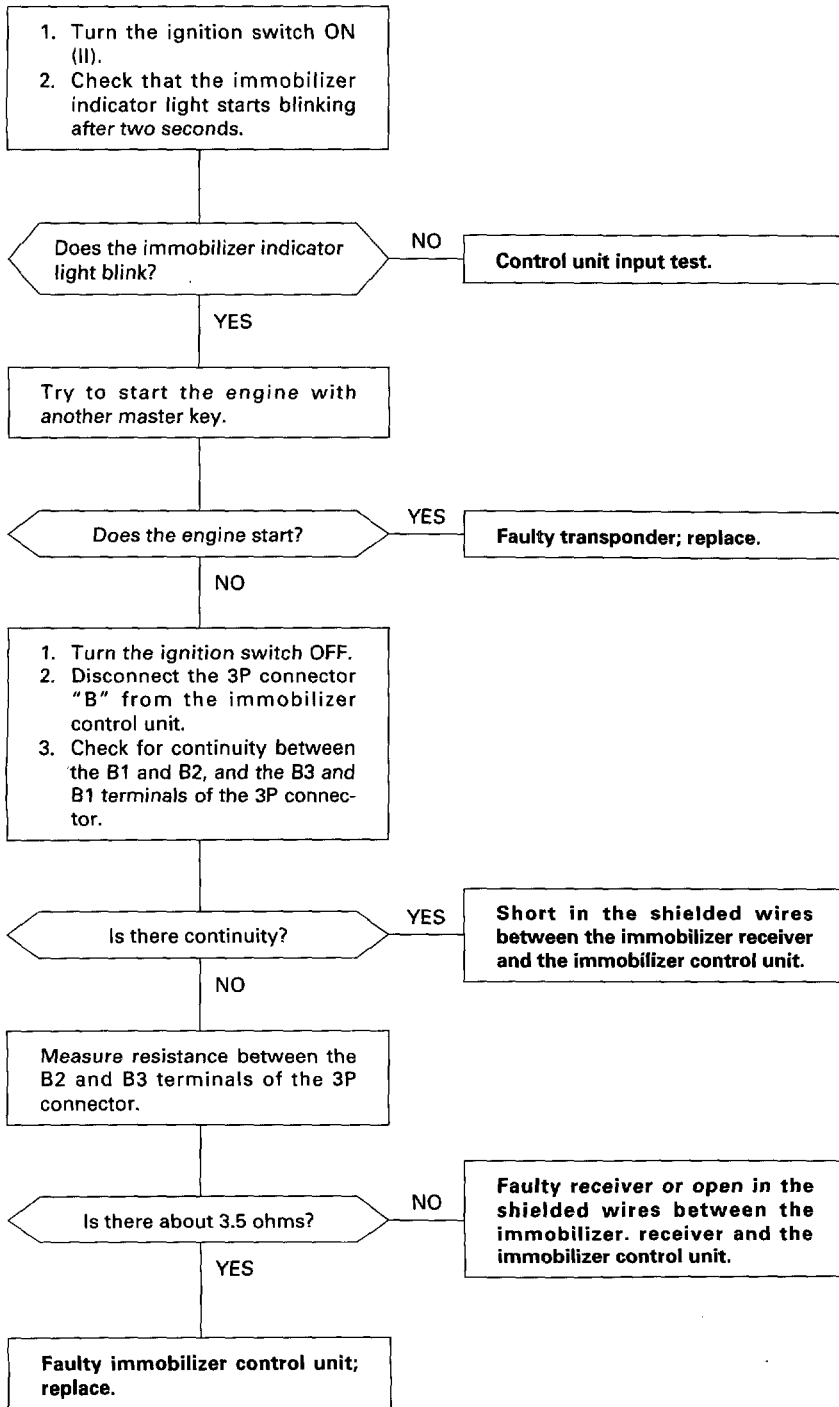 1. Turn the ignition switch ON
(II).
2. Check that the immobilizer
indicator light starts blinking
after two seconds.
Does the immobilizer indicator
light blink?
NO
Control unit input test.
YES
Try to start the engine with
another master key.
Does the engine start?
YES
Faulty transponder; replace.
NO
1. Turn the ignition switch OFF.
2. Disconnect the 3P connector
"B" from the immobilizer
control unit.
3. Check for continuity between
the B1 and B2, and the B3 and
B1 terminals of the 3P connec-
tor.
Is there continuity?
YES
Short in the shielded wires
between the immobilizer receiver
and the immobilizer control unit.
NO
Measure resistance between the
B2 and B3 terminals of the 3P
connector.
Is there about 3.5 ohms?
NO
Faulty receiver or open in the
shielded wires between the
immobilizer. receiver and the
immobilizer control unit.
YES
Faulty immobilizer control unit;
replace.